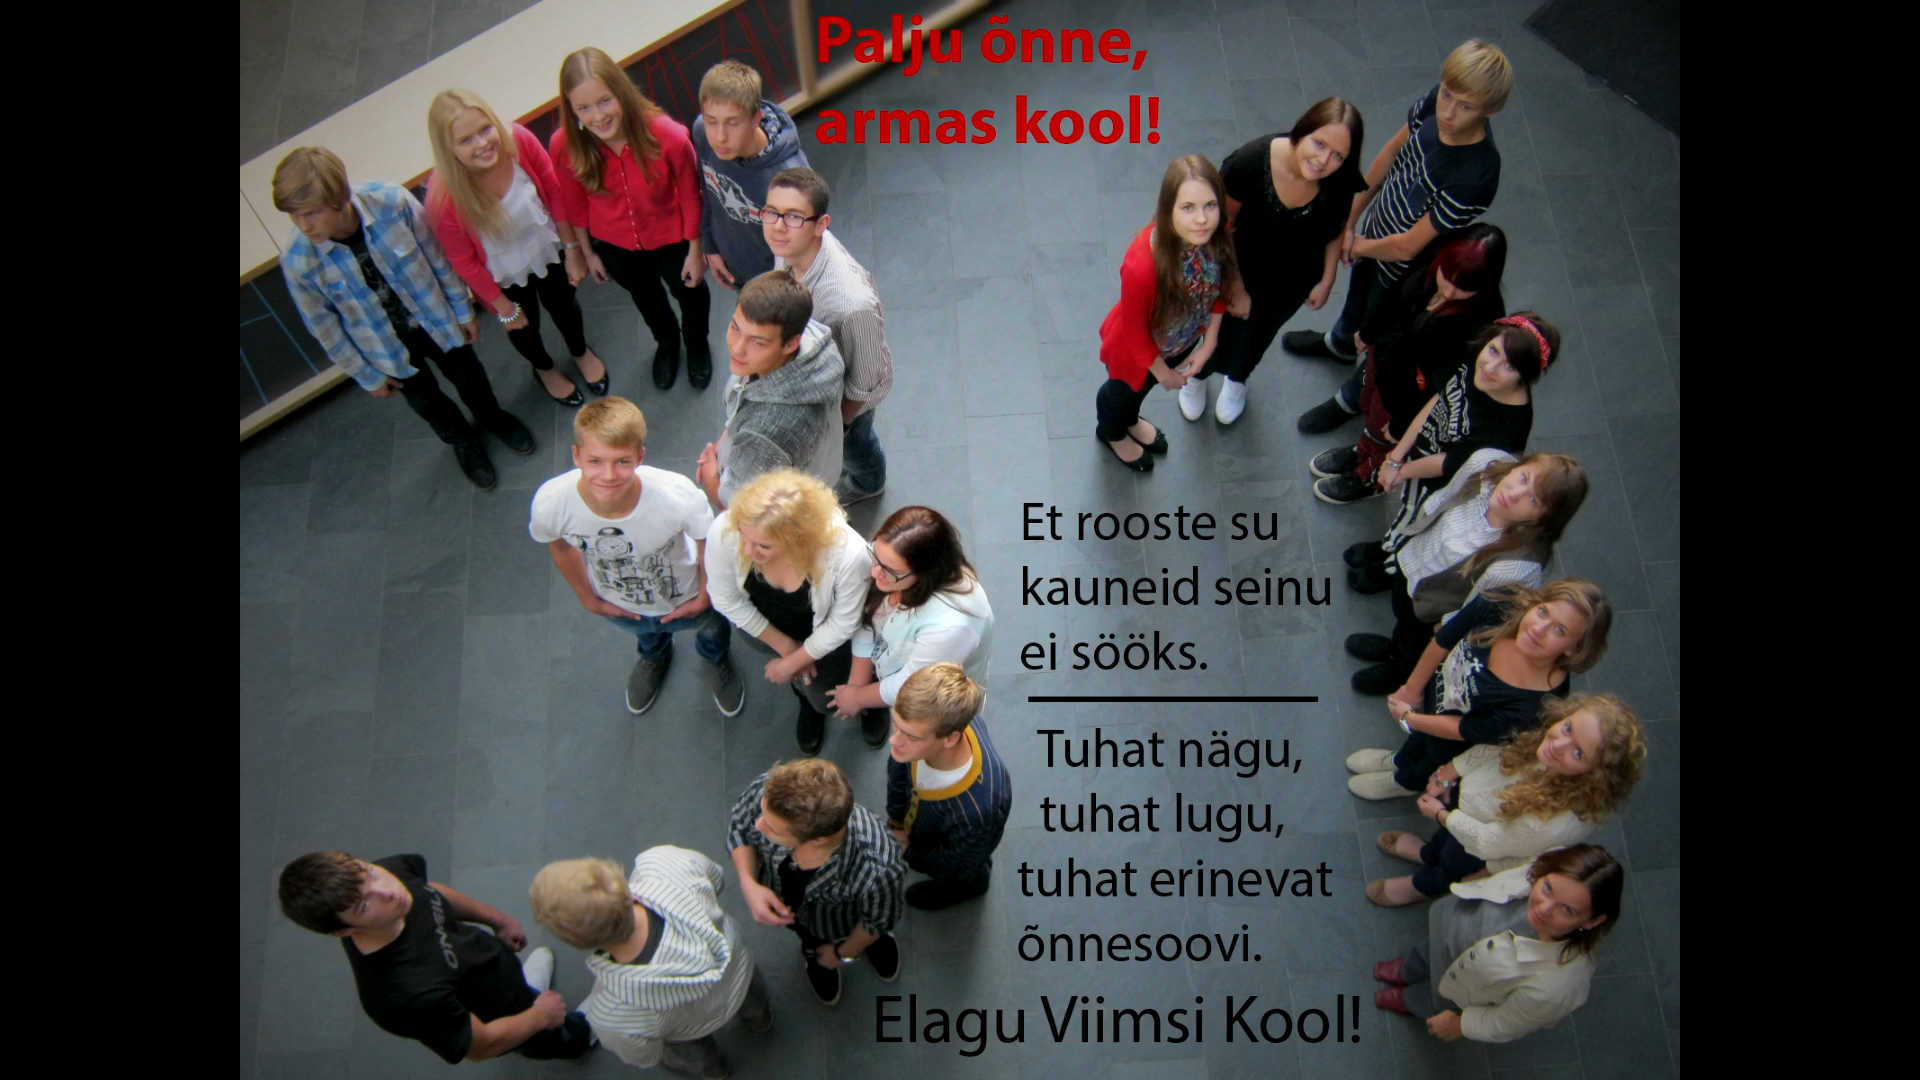 Palju õnne,
armas kool!
Et rooste su
kauneid seinu
ei sööks.
Tuhat nägu,
tuhat lugu,
tuhat erinevat
õnnesoovi.
Elagu Viimsi Kool!
O'NEILL